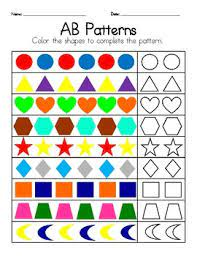 Name: Date:
AB Patterns
Color the shapes to complete the pattern.